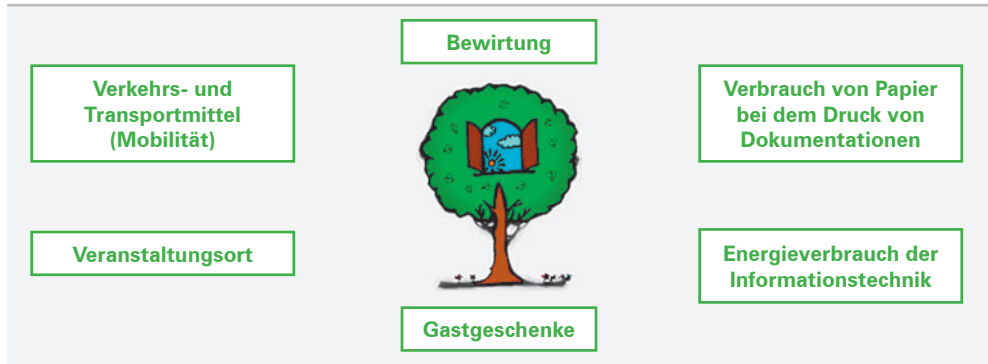 Bewirtung
Verkehrs- und
Transportmittel
(Mobilität)
Verbrauch von Papier
bei dem Druck von
Dokumentationen
Veranstaltungsort
Energieverbrauch der
Informationstechnik
Gastgeschenke